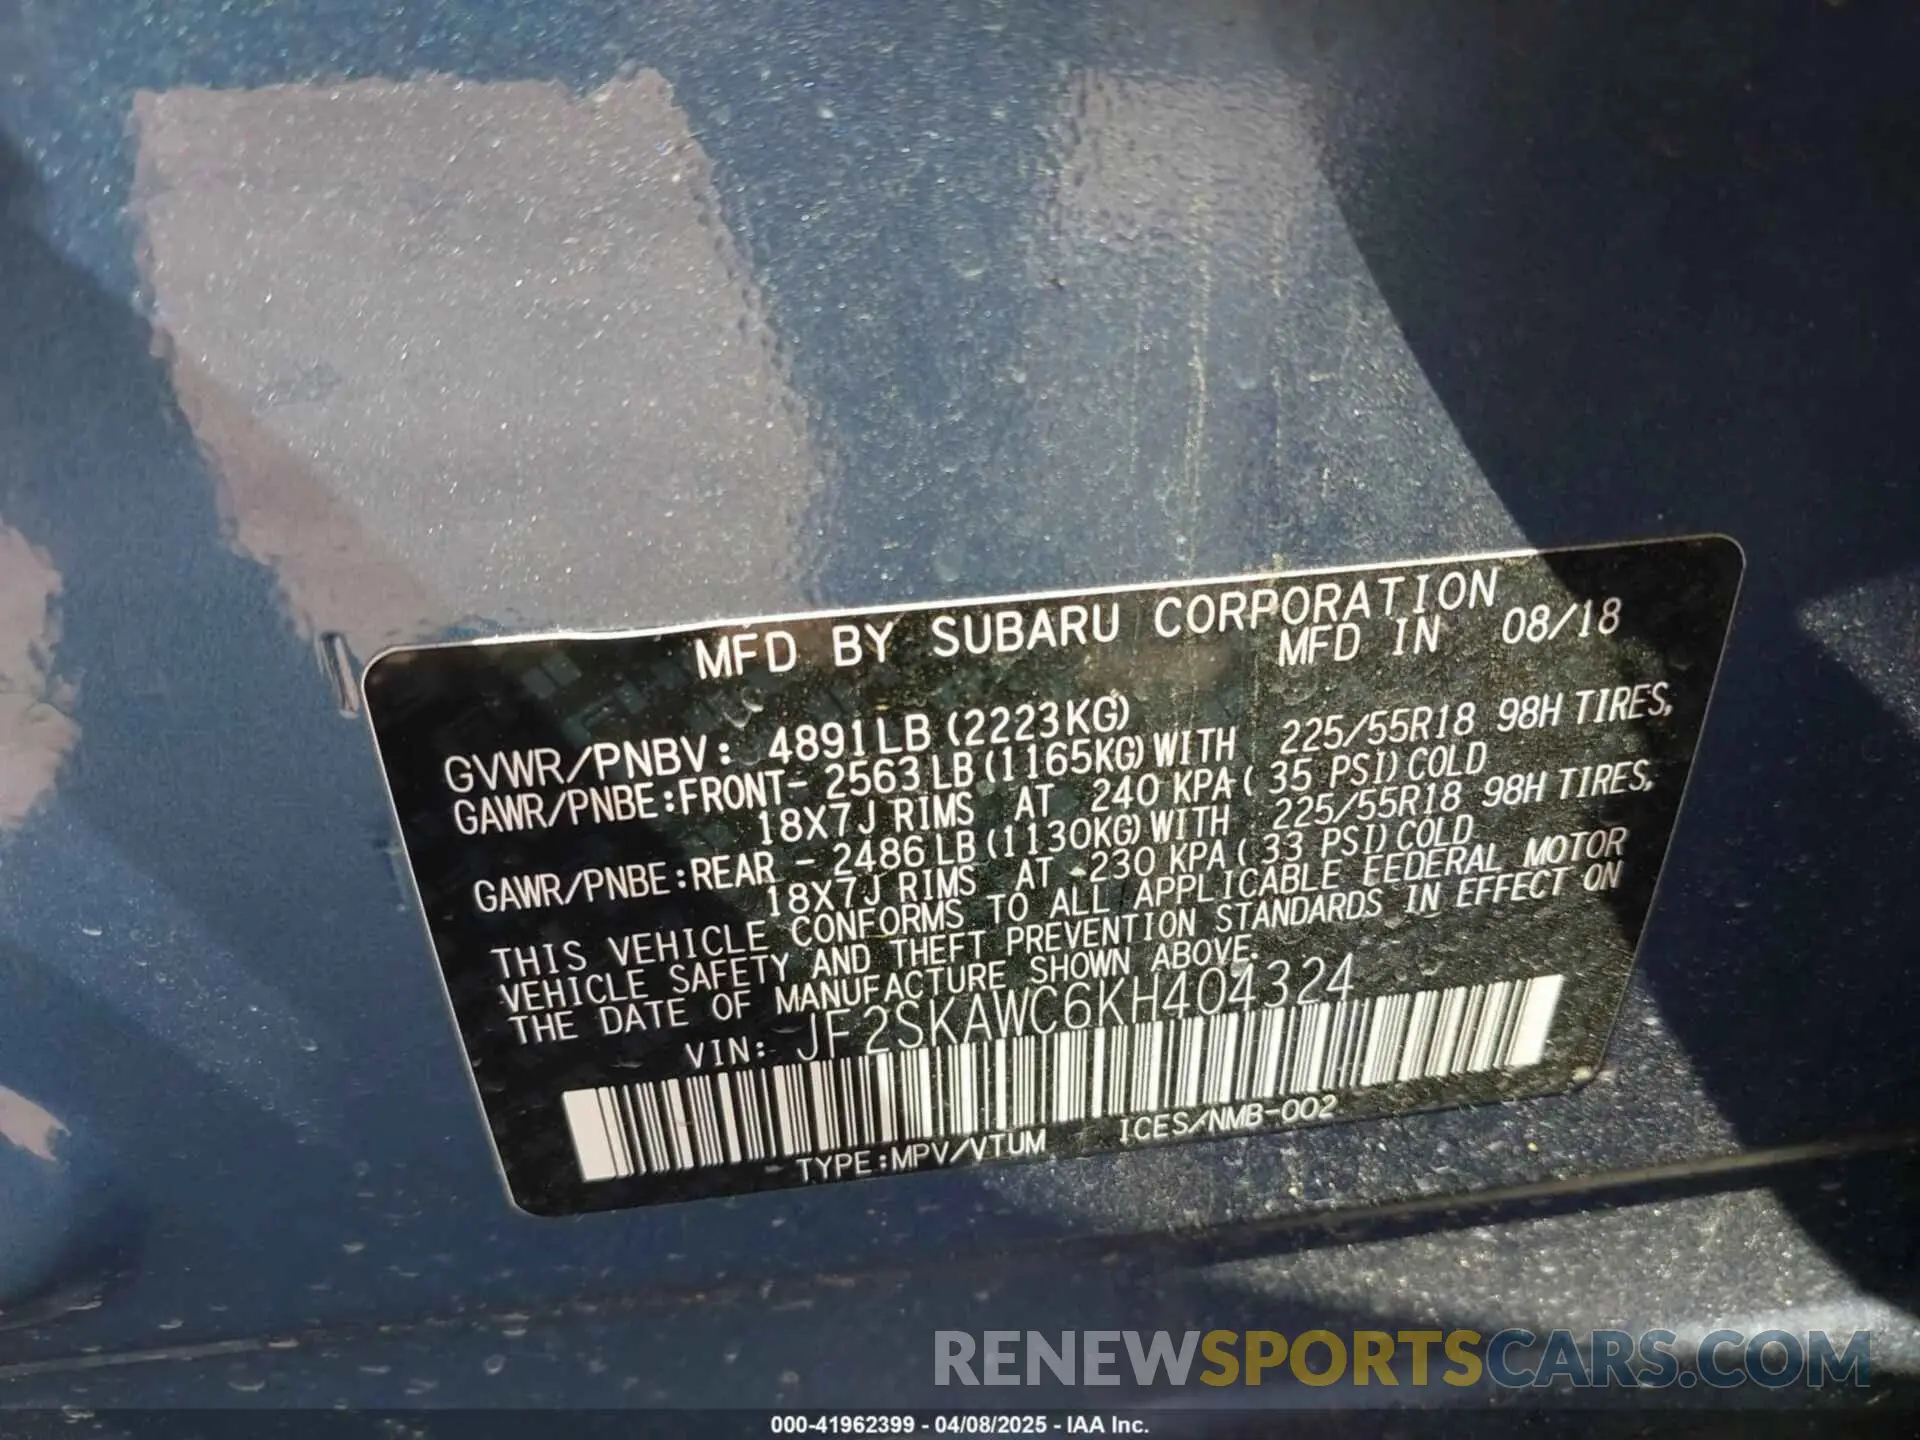 MFD BY SUBARU CORPORATION
MFD IN 08/18
GVWR/PNBV: 4891LB (2223KG)
GAWR/PNBE:FRONT- 2563 LB (1165KG) WITH 225/55R18 98H TIRES,
18X7J RIMS AT 240 KPA ( 35 PSI) COLD
GAWR/PNBE:REAR - 2486 LB (1130KG) WITH 225/55R18 98H TIRES,
18X7J RIMS AT 230 KPA ( 33 PSI) COLD
THIS VEHICLE CONFORMS TO ALL APPLICABLE FEDERAL MOTOR
VEHICLE SAFETY AND THEFT PREVENTION STANDARDS IN EFFECT ON
THE DATE OF MANUFACTURE SHOWN ABOVE.
VIN: JF2SKAWC6KH404324
TYPE:MPV/VTUM ICES/NMB-002
RENEWSPORTSCARS.COM
000-41962399 - 04/08/2025 - IAA Inc.